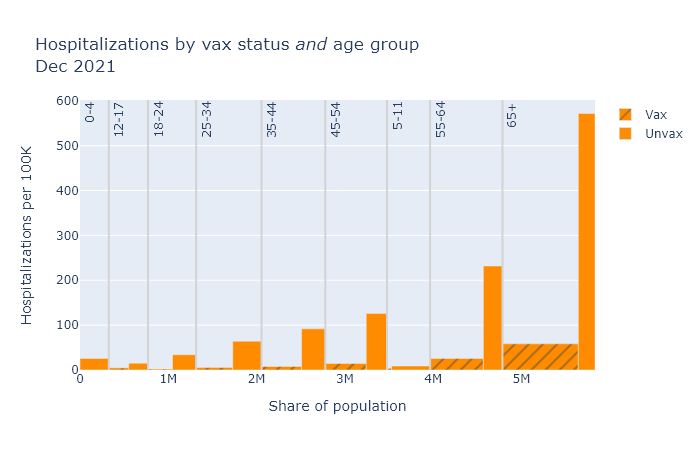 Hospitalizations by vax status and age group
Dec 2021
600
500
400
300
200
100
0
Hospitalizations per 100K
0-4
12-17
18-24
25-34
35-44
45-54
5-11
55-64
65+
Vax
Unvax
0
1M
2M
3M
4M
5M
Share of population